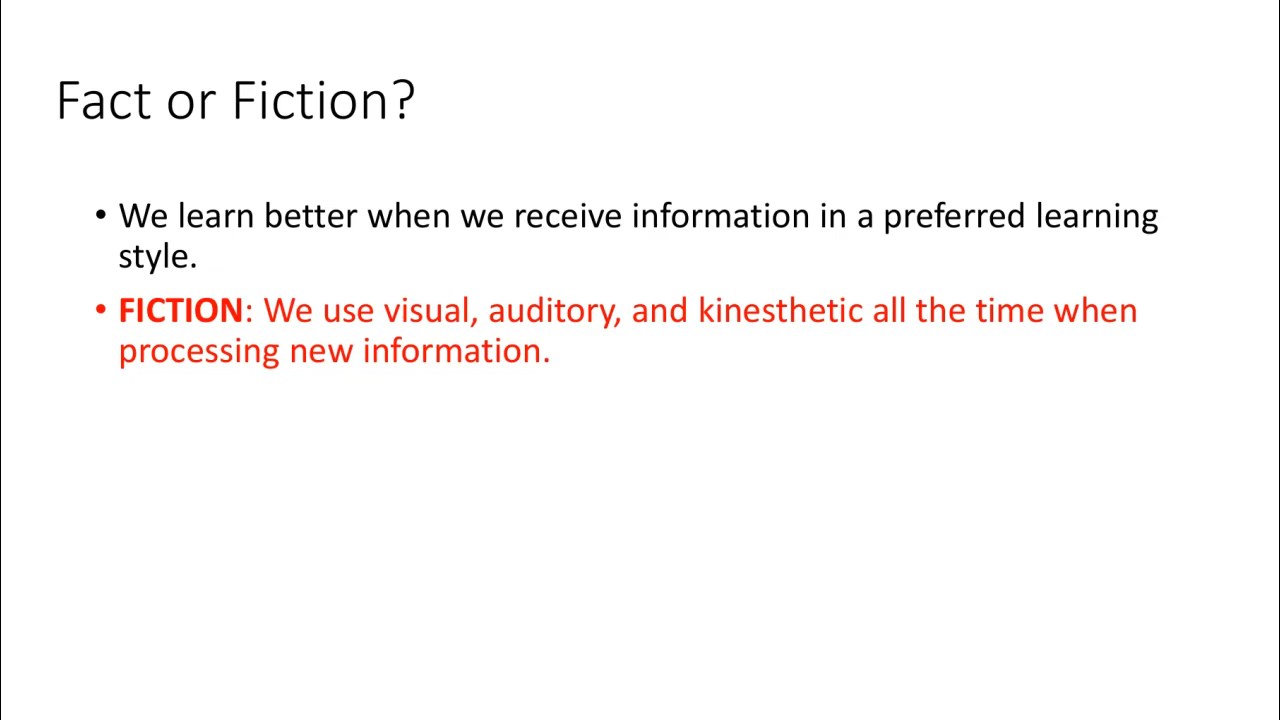 Fact or Fiction?
• We learn better when we receive information in a preferred learning
style.
• FICTION: We use visual, auditory, and kinesthetic all the time when
processing new information.